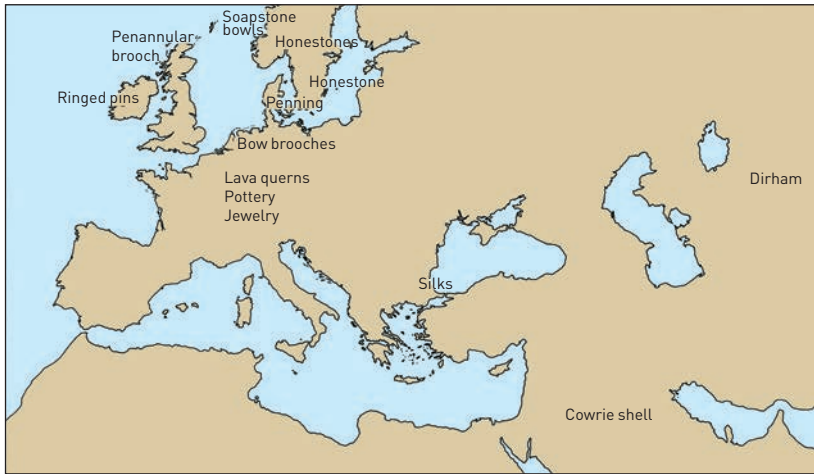 Soapstone
bowls
Penannular
brooch
Honestones
Honestone
Ringed pins
Penning
Bow brooches
Lava querns
Pottery
Jewelry
Dirham
Silks
Cowrie shell